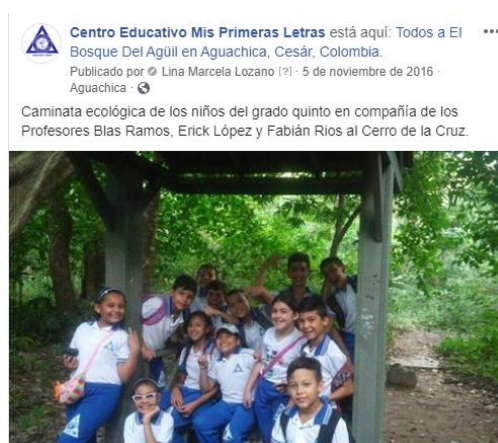 Centro Educativo Mis Primeras Letras está aquí: Todos a El
Bosque Del Agüil en Aguachica, Cesár, Colombia.
Publicado por Lina Marcela Lozano [?] · 5 de noviembre de 2016 ·
Aguachica ·
Caminata ecológica de los niños del grado quinto en compañía de los
Profesores Blas Ramos, Erick López y Fabián Rios al Cerro de la Cruz.